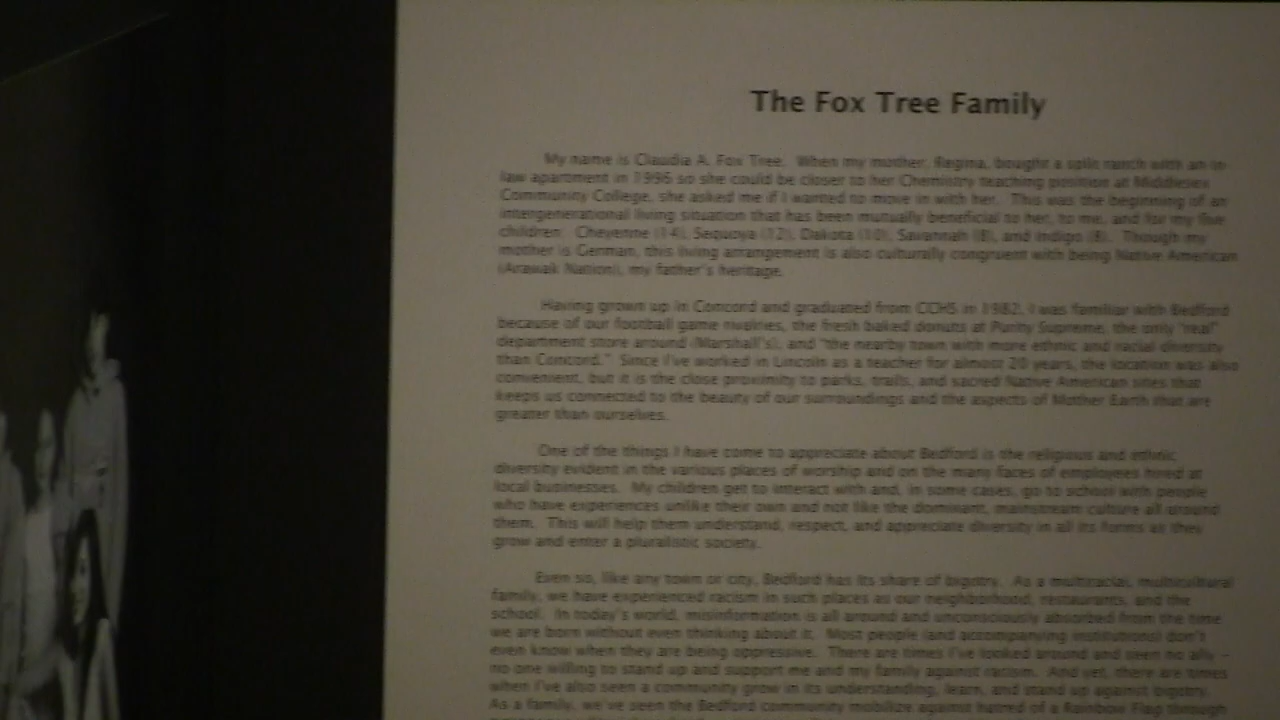 The Fox Tree Family
My name is Claudia A. Fox Tree. When my mother, Regina, bought a split ranch with an in-
law apartment in 1996 so she could be closer to her Chemistry teaching position at Middlesex
Community College, she asked me if I wanted to move in with her. This was the beginning of an
intergenerational living situation that has been mutually beneficial to her, to me, and for my five
children: Cheyenne (14), Sequoya (12), Dakota (10), Savannah (8), and Indigo (8). Though my
mother is German, this living arrangement is also culturally congruent with being Native American
(Arawak Nation), my father's heritage.
Having grown up in Concord and graduated from CCHS in 1982, I was familiar with Bedford
because of our football game rivalries, the fresh baked donuts at Purity Supreme, the only "real"
department store around (Marshall's), and "the nearby town with more ethnic and racial diversity
than Concord." Since I've worked in Lincoln as a teacher for almost 20 years, the location was also
convenient, but it is the close proximity to parks, trails, and sacred Native American sites that
keeps us connected to the beauty of our surroundings and the aspects of Mother Earth that are
greater than ourselves.
One of the things I have come to appreciate about Bedford is the religious and ethnic
diversity evident in the various places of worship and on the many faces of employees hired at
local businesses. My children get to interact with and, in some cases, go to school with people
who have experiences unlike their own and not like the dominant, mainstream culture all around
them. This will help them understand, respect, and appreciate diversity in all its forms as they
grow and enter a pluralistic society.
Even so, like any town or city, Bedford has its share of bigotry. As a multiracial, multicultural
family, we have experienced racism in such places as our neighborhood, restaurants, and the
school. In today's world, misinformation is all around and unconsciously absorbed from the time
we are born without even thinking about it. Most people (and accompanying institutions) don't
even know when they are being oppressive. There are times I've looked around and seen no ally –
no one willing to stand up and support me and my family against racism. And yet, there are times
when I've also seen a community grow in its understanding, learn, and stand up against bigotry.
As a family, we've seen the Bedford community mobilize against hatred of a Rainbow Flag through